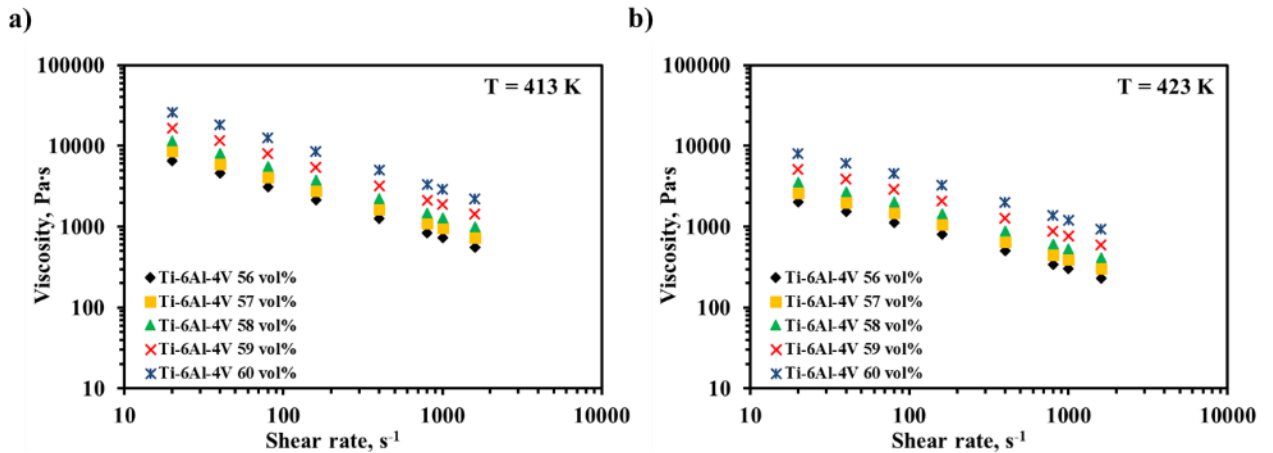 a)
100000
10000
1000
100
10
Viscosity, Pa·s
T = 413 K
Ti-6Al-4V 56 vol%
Ti-6Al-4V 57 vol%
Ti-6Al-4V 58 vol%
Ti-6Al-4V 59 vol%
Ti-6Al-4V 60 vol%
10 100 1000 10000
Shear rate, s⁻¹
b)
100000
10000
1000
100
10
Viscosity, Pa·s
T = 423 K
Ti-6Al-4V 56 vol%
Ti-6Al-4V 57 vol%
Ti-6Al-4V 58 vol%
Ti-6Al-4V 59 vol%
Ti-6Al-4V 60 vol%
10 100 1000 10000
Shear rate, s⁻¹